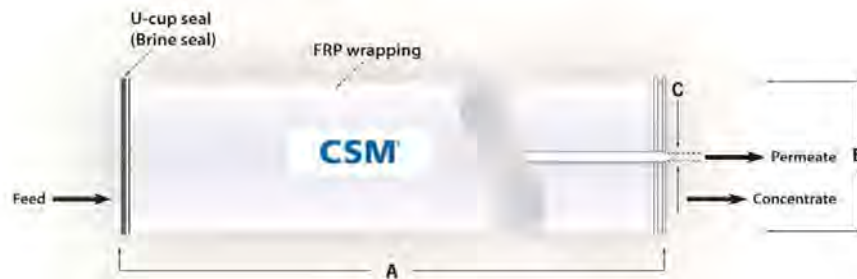 U-cup seal
(Brine seal)
FRP wrapping
C
CSM
Permeate
Feed
Concentrate
A